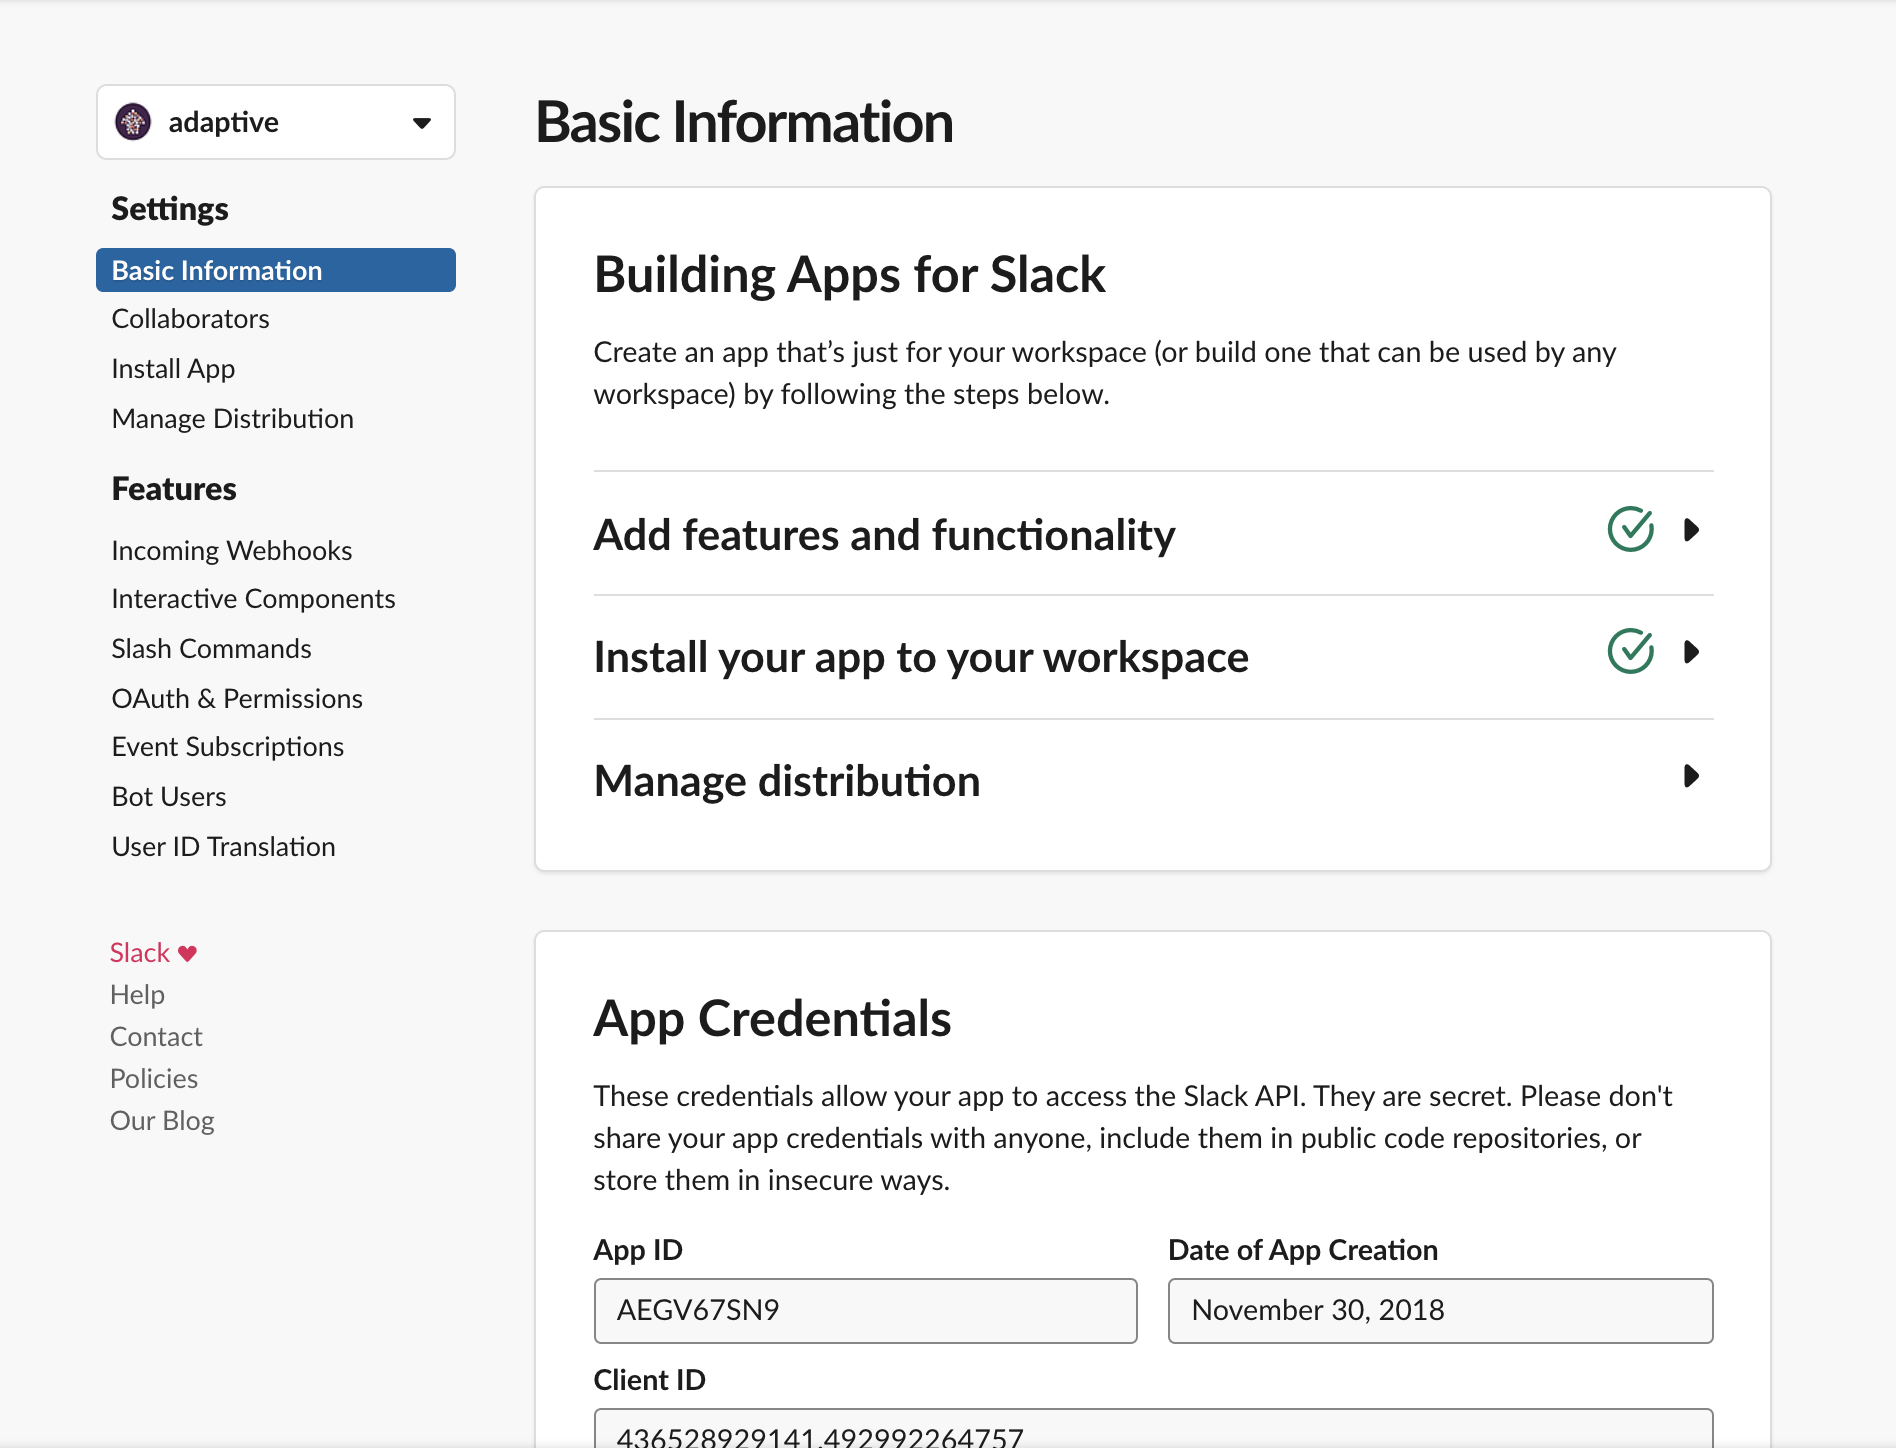 adaptive
Settings
Basic Information
Collaborators
Install App
Manage Distribution
Features
Incoming Webhooks
Interactive Components
Slash Commands
OAuth & Permissions
Event Subscriptions
Bot Users
User ID Translation
Slack
Help
Contact
Policies
Our Blog
Basic Information
Building Apps for Slack
Create an app that’s just for your workspace (or build one that can be used by any
workspace) by following the steps below.
Add features and functionality
Install your app to your workspace
Manage distribution
App Credentials
These credentials allow your app to access the Slack API. They are secret. Please don't
share your app credentials with anyone, include them in public code repositories, or
store them in insecure ways.
App ID
Date of App Creation
AEGV67SN9
November 30, 2018
Client ID
436528929141.492992264757